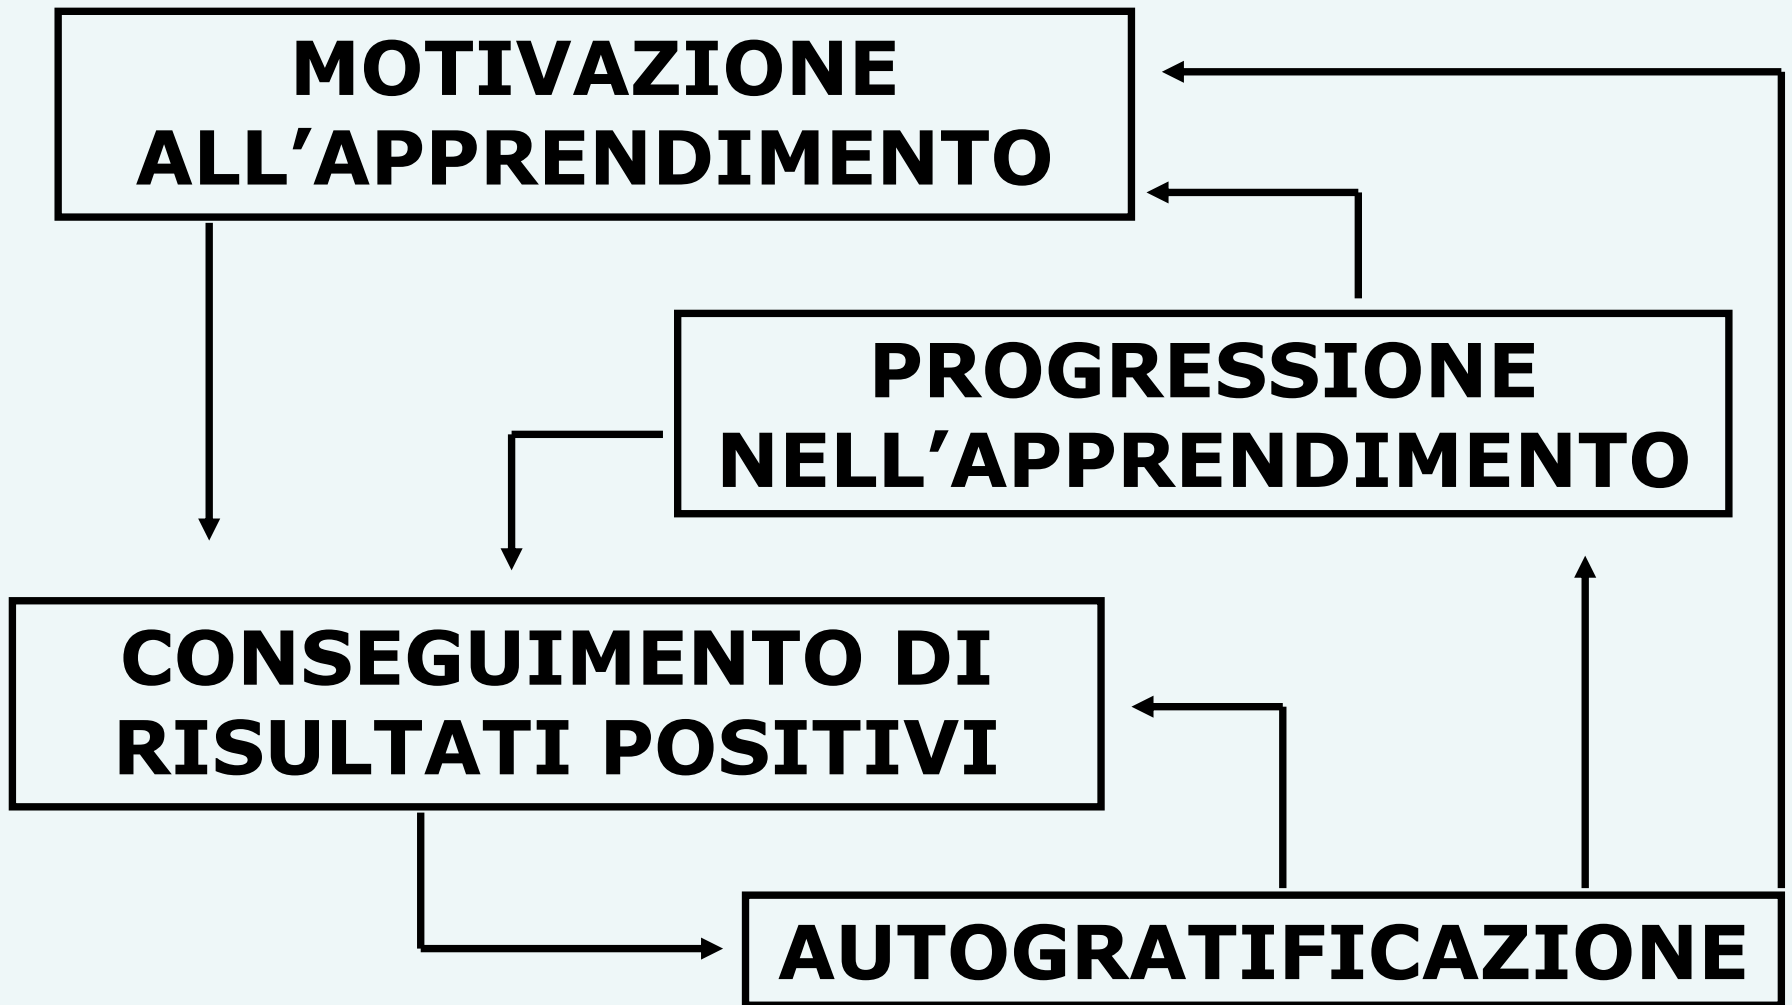 MOTIVAZIONE
ALL’APPRENDIMENTO
PROGRESSIONE
NELL’APPRENDIMENTO
CONSEGUIMENTO DI
RISULTATI POSITIVI
AUTOGRATIFICAZIONE